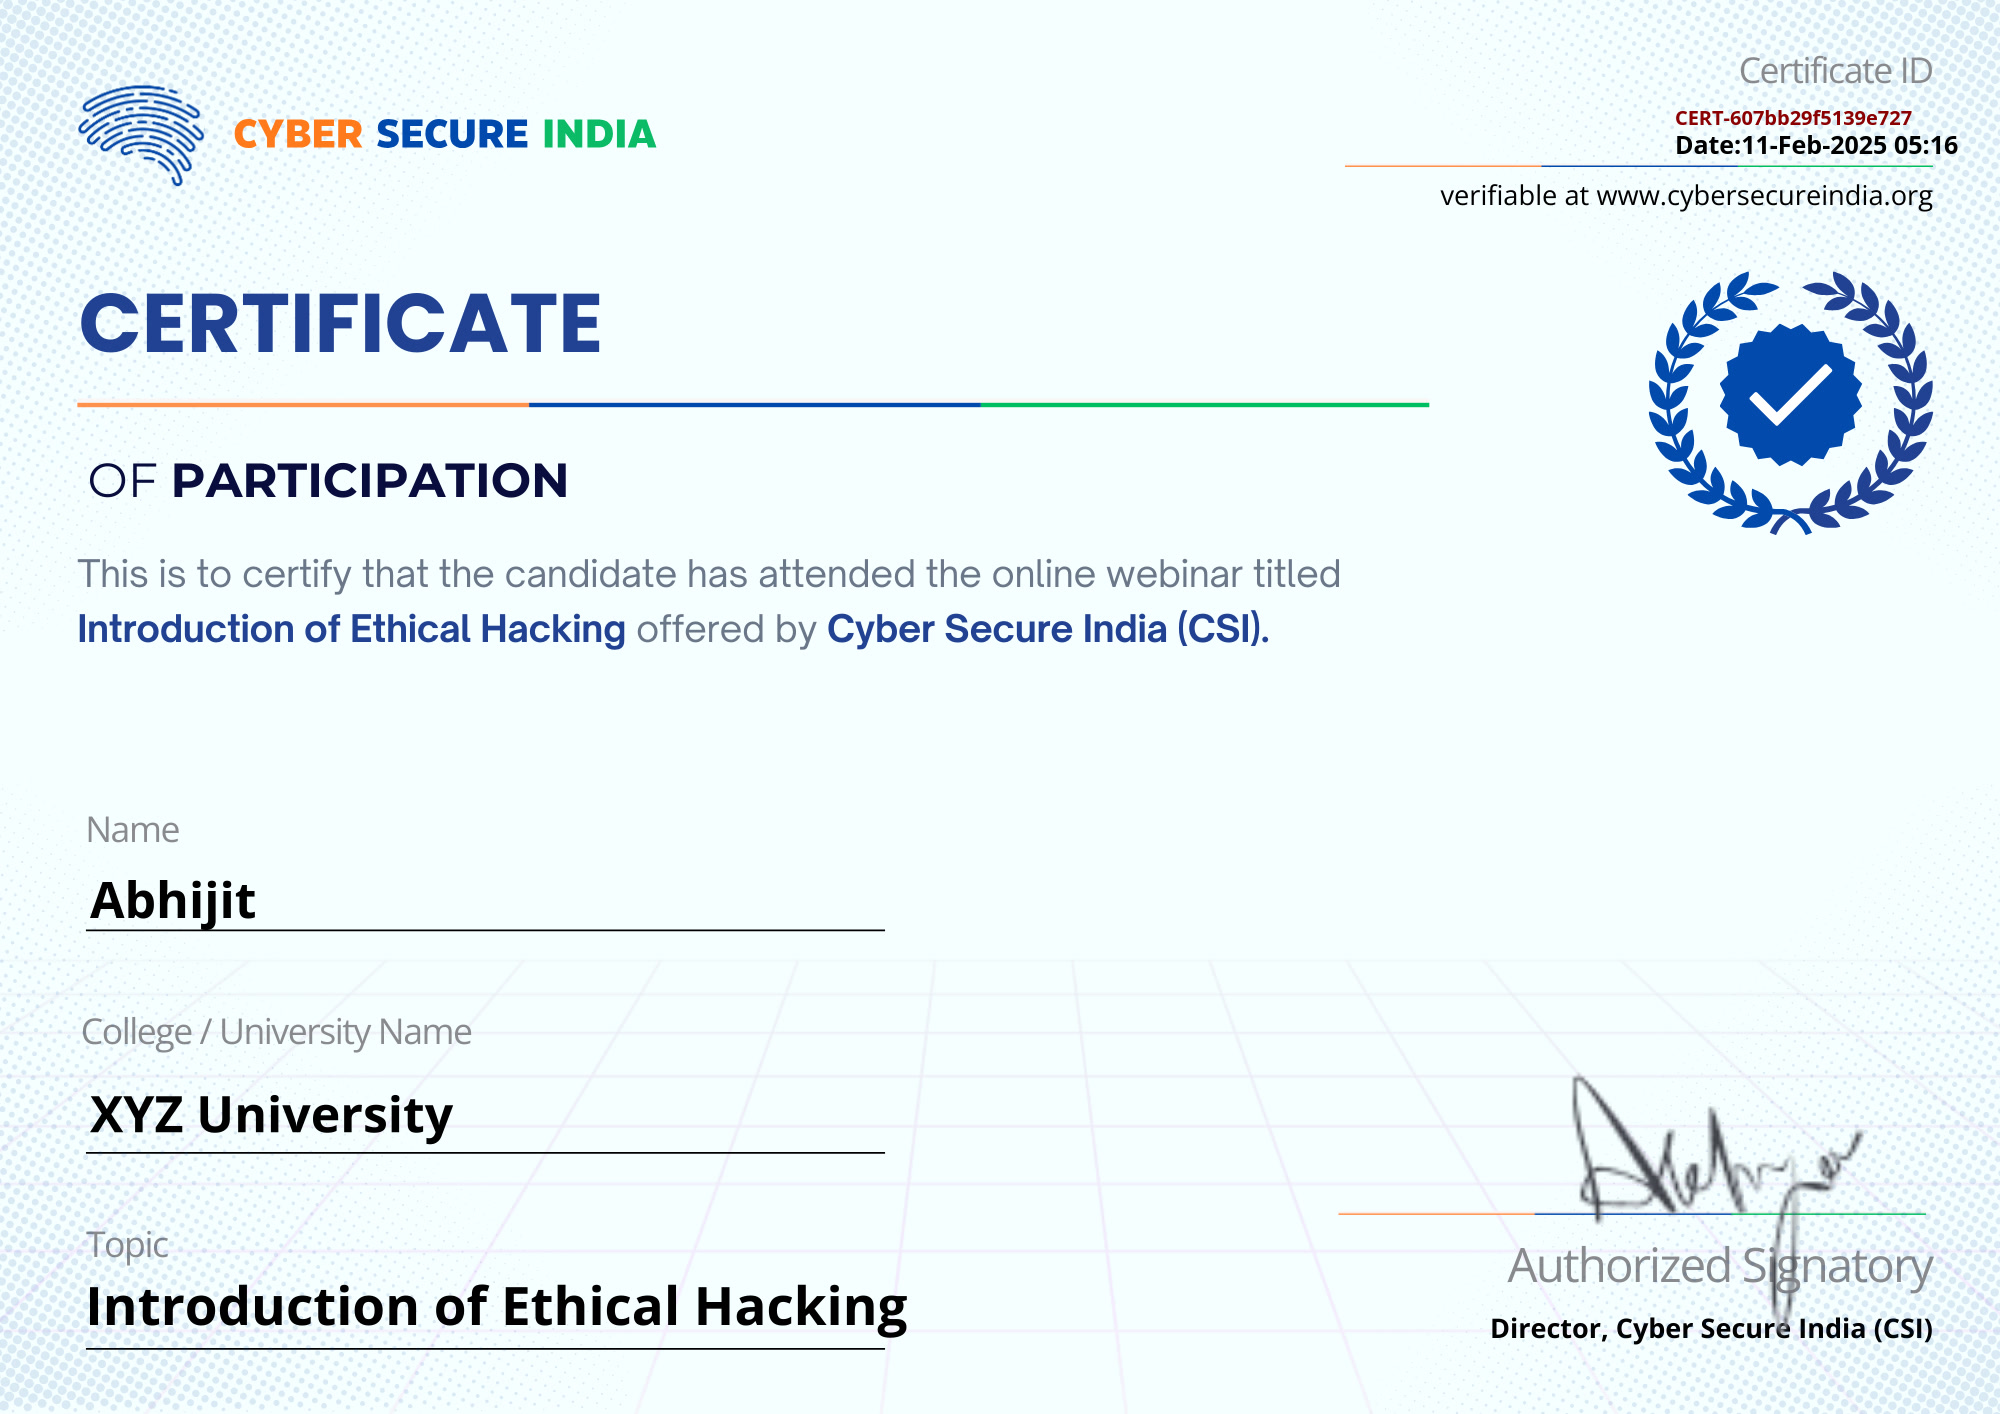 CYBER SECURE INDIA
Certificate ID
CERT-607bb29f5139e727
Date:11-Feb-2025 05:16
verifiable at www.cybersecureindia.org
CERTIFICATE
OF PARTICIPATION
This is to certify that the candidate has attended the online webinar titled
Introduction of Ethical Hacking offered by Cyber Secure India (CSI).
Name
Abhijit
College / University Name
XYZ University
Topic
Introduction of Ethical Hacking
Authorized Signatory
Director, Cyber Secure India (CSI)